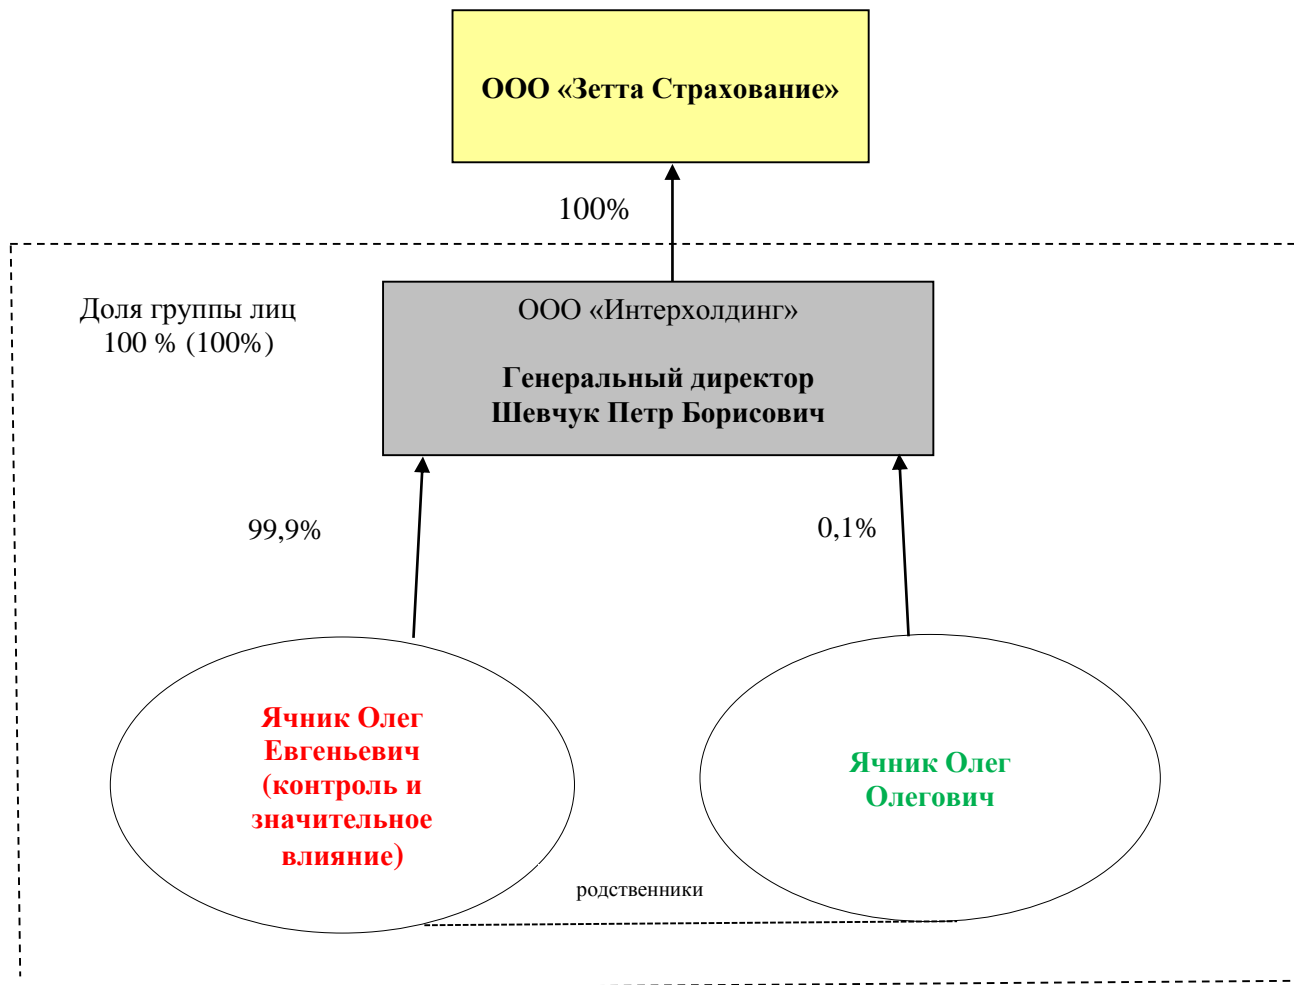 ООО «Зетта Страхование»
100%
Доля группы лиц
100 % (100%)
ООО «Интерхолдинг»
Генеральный директор
Шевчук Петр Борисович
99,9%
0,1%
Ячник Олег
Евгеньевич
(контроль и
значительное
влияние)
Ячник Олег
Олегович
родственники